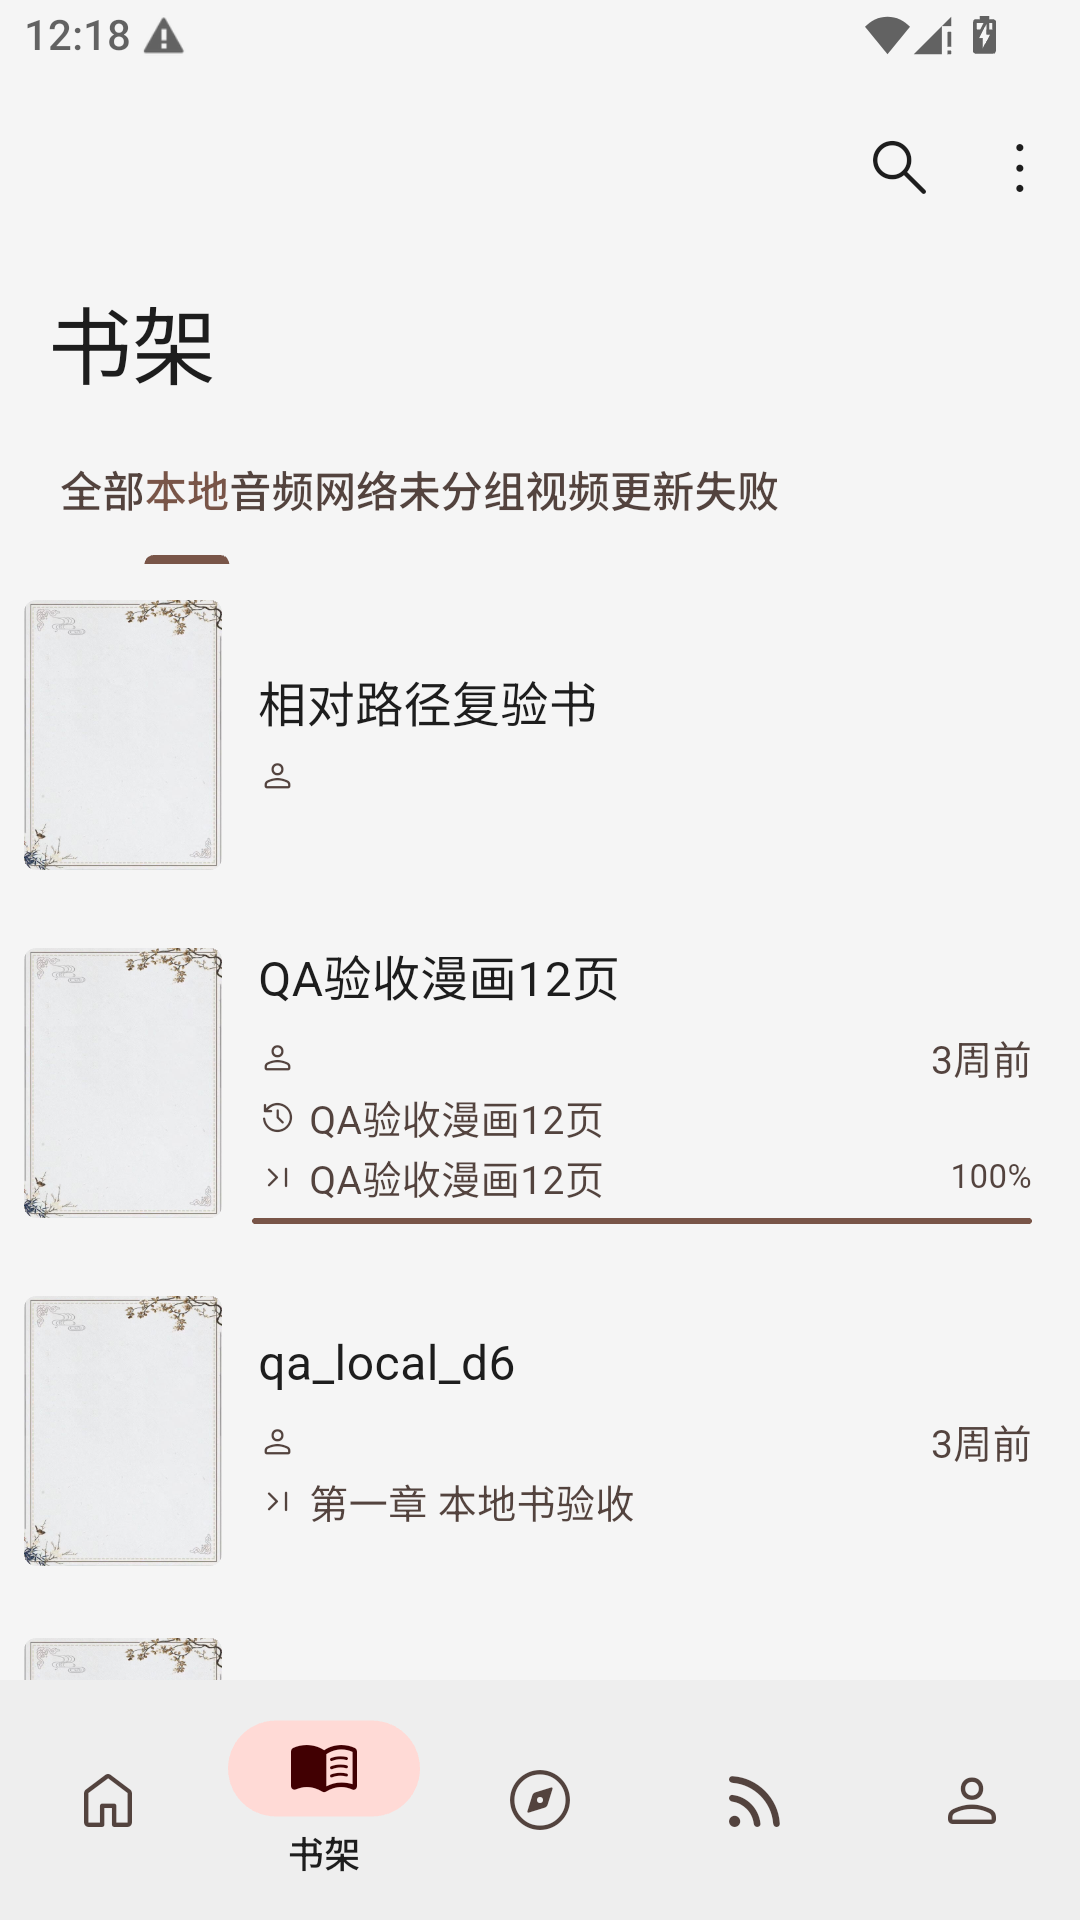 12:18
书架
全部本地音频网络未分组视频更新失败
相对路径复验书
QA验收漫画12页
3周前
QA验收漫画12页
QA验收漫画12页 100%
qa_local_d6
3周前
第一章 本地书验收
书架